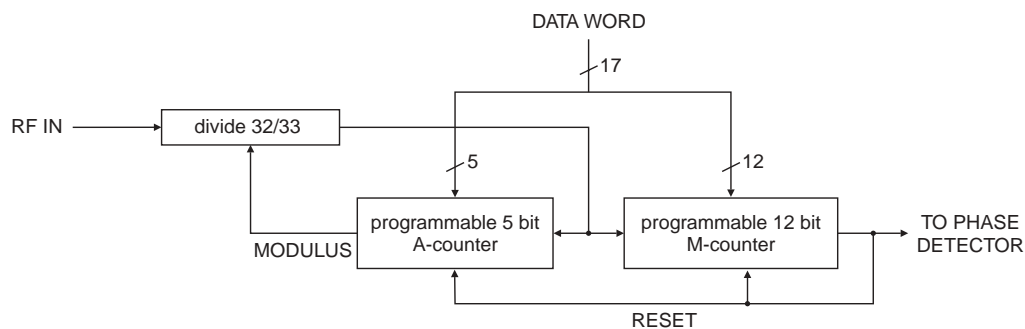 DATA WORD
17
RF IN
divide 32/33
5
12
programmable 5 bit
A-counter
programmable 12 bit
M-counter
TO PHASE
DETECTOR
MODULUS
RESET